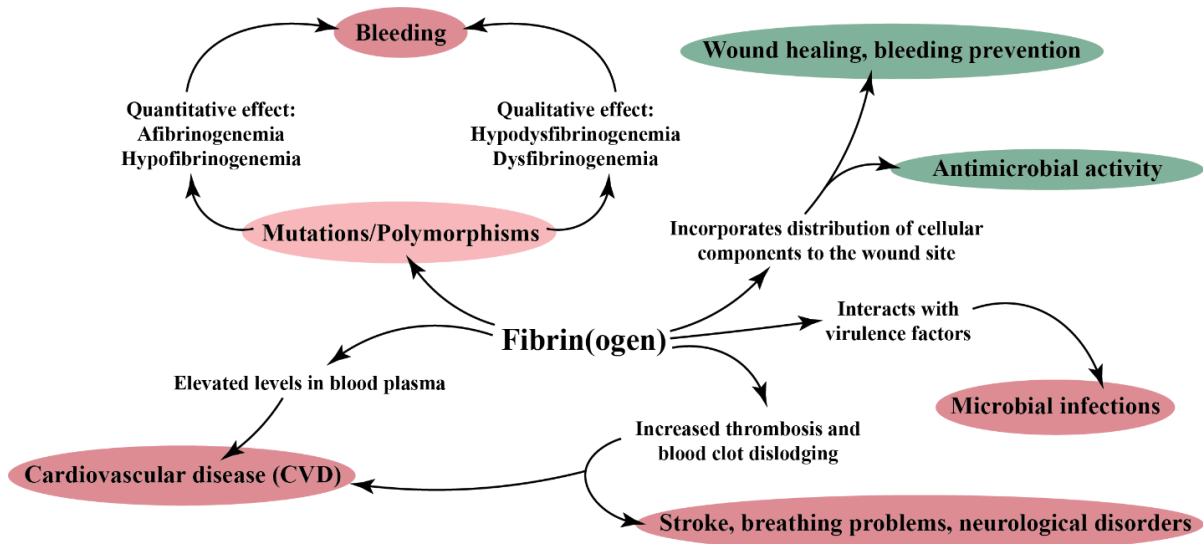 Bleeding
Wound healing, bleeding prevention
Quantitative effect:
Afibrinogenemia
Hypofibrinogenemia
Qualitative effect:
Hypodysfibrinogenemia
Dysfibrinogenemia
Antimicrobial activity
Mutations/Polymorphisms
Incorporates distribution of cellular
components to the wound site
Fibrin(ogen)
Interacts with
virulence factors
Elevated levels in blood plasma
Microbial infections
Increased thrombosis and
blood clot dislodging
Cardiovascular disease (CVD)
Stroke, breathing problems, neurological disorders